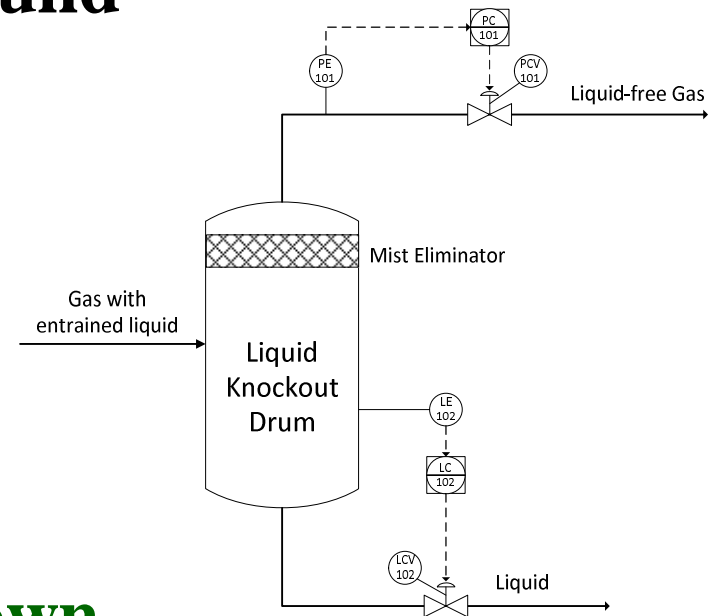 PC
101
PE
101
PCV
101
Liquid-free Gas
Mist Eliminator
Gas with
entrained liquid
Liquid
Knockout
Drum
LE
102
LC
102
LCV
102
Liquid